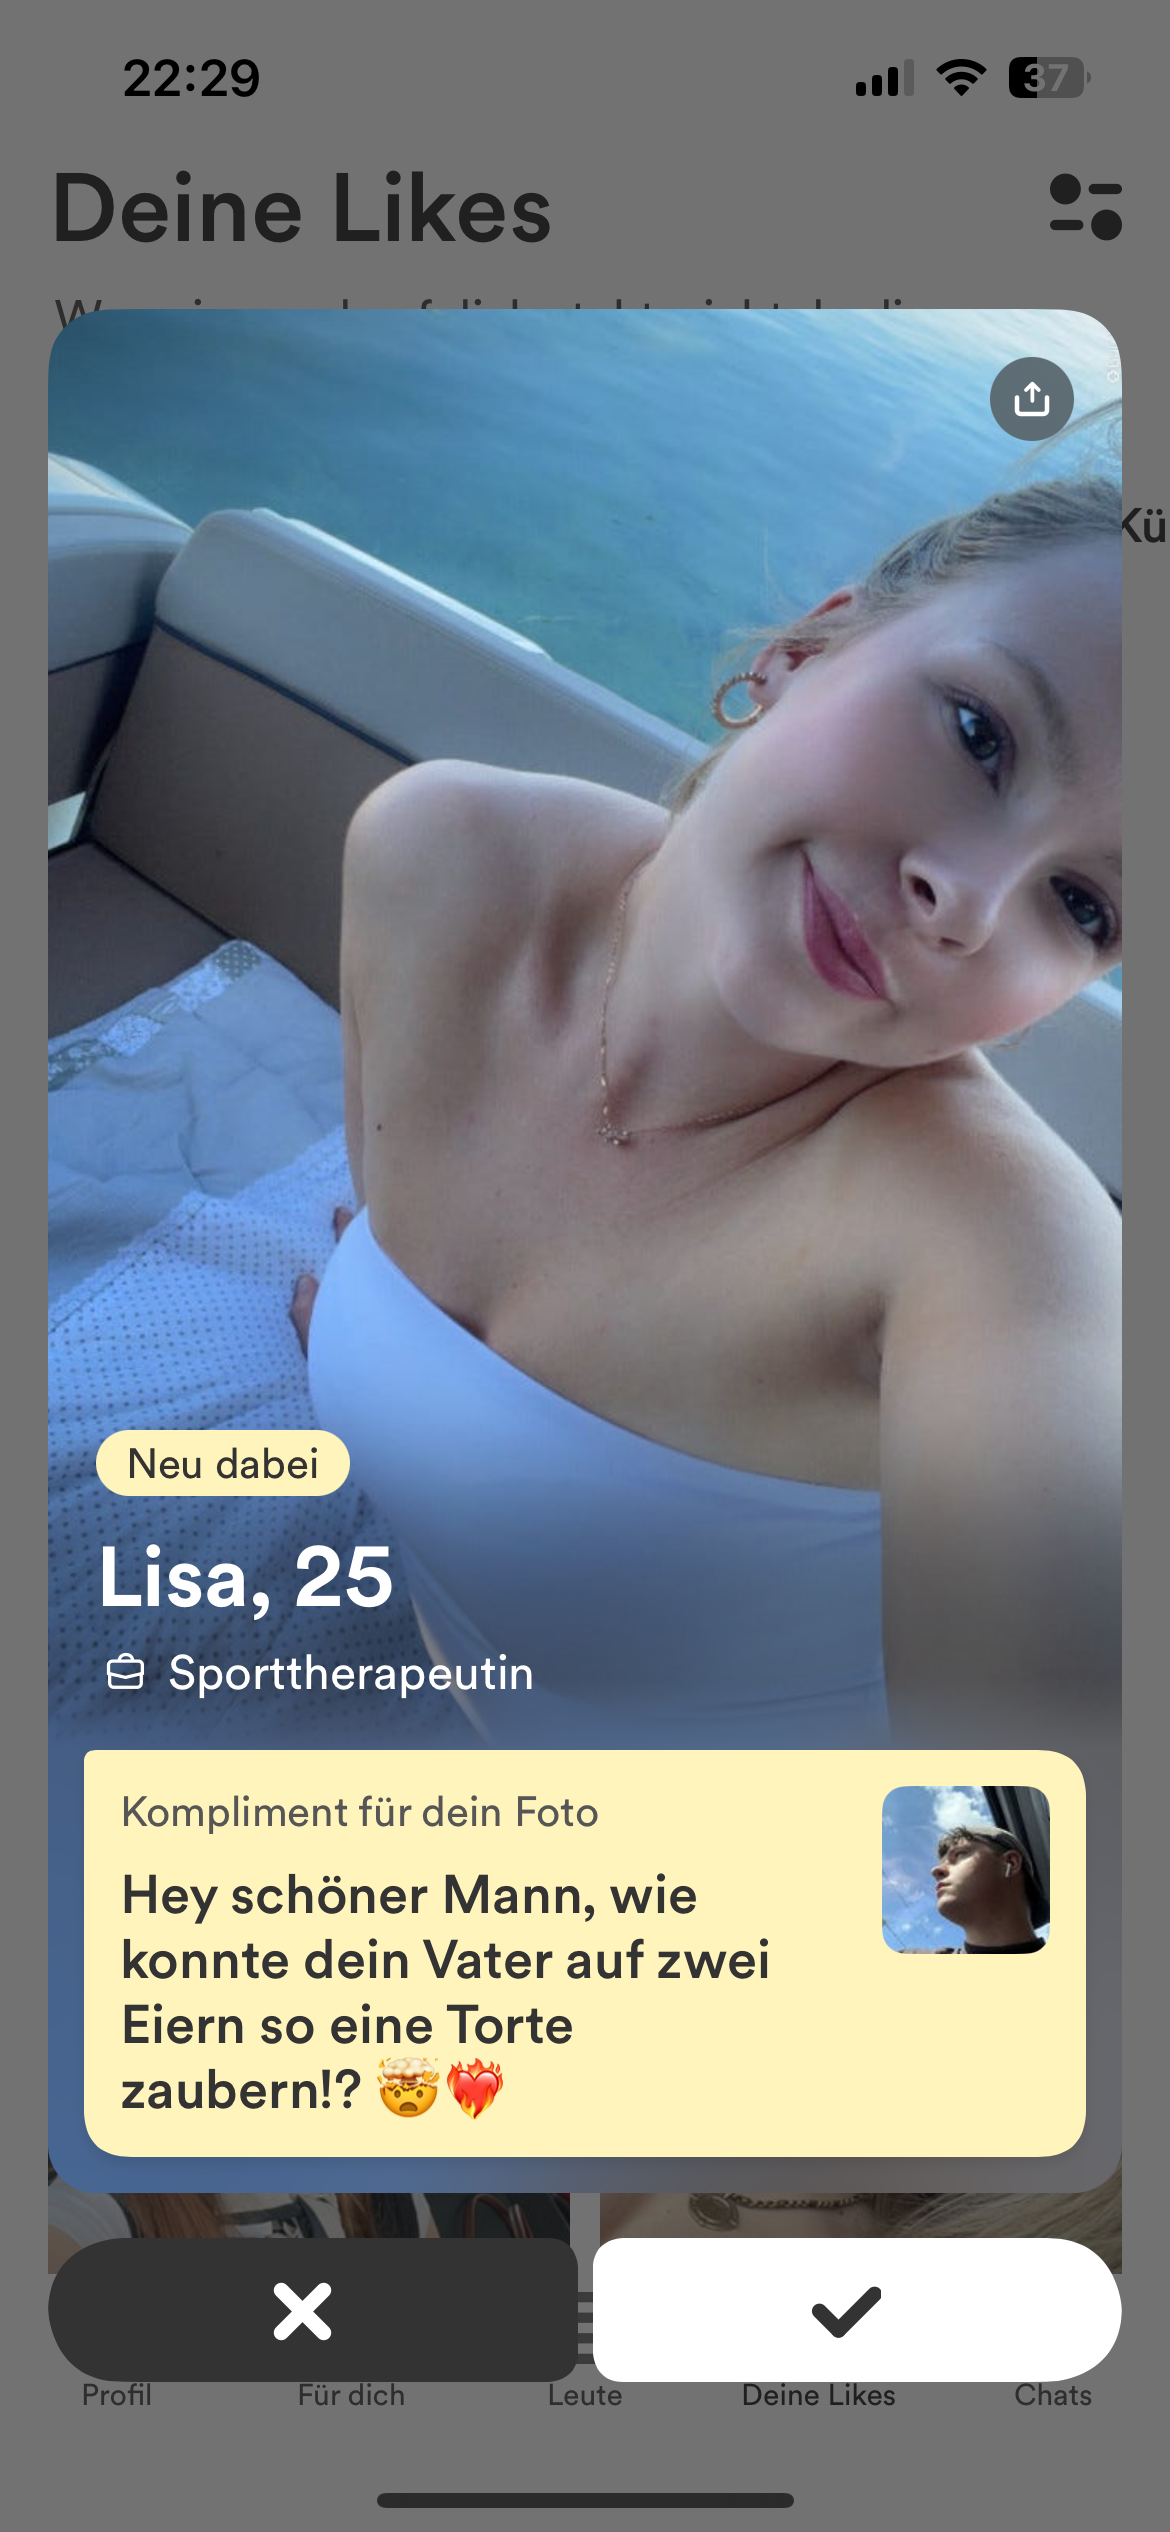 22:29
37
Deine Likes
Kü
Neu dabei
Lisa, 25
Sporttherapeutin
Kompliment für dein Foto
Hey schöner Mann, wie
konnte dein Vater auf zwei
Eiern so eine Torte
zaubern!? 🤯❤️‍🔥
Profil
Für dich
Leute
Deine Likes
Chats